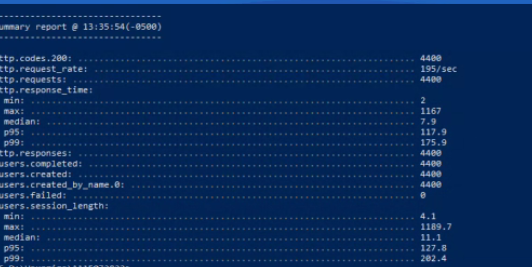 --------------------------------
ummary report @ 13:35:54(-0500)
--------------------------------
ttp.codes.200: ................................................................ 4400
ttp.request_rate: ............................................................. 195/sec
ttp.requests: ................................................................. 4400
ttp.response_time:
min: .......................................................................... 2
max: .......................................................................... 1167
median: ....................................................................... 7.9
p95: .......................................................................... 117.9
p99: .......................................................................... 175.9
ttp.responses: ................................................................ 4400
users.completed: .............................................................. 4400
users.created: ................................................................ 4400
users.created_by_name.0: ...................................................... 4400
users.failed: ................................................................. 0
users.session_length:
min: .......................................................................... 4.1
max: .......................................................................... 1189.7
median: ....................................................................... 11.1
p95: .......................................................................... 127.8
p99: .......................................................................... 202.4